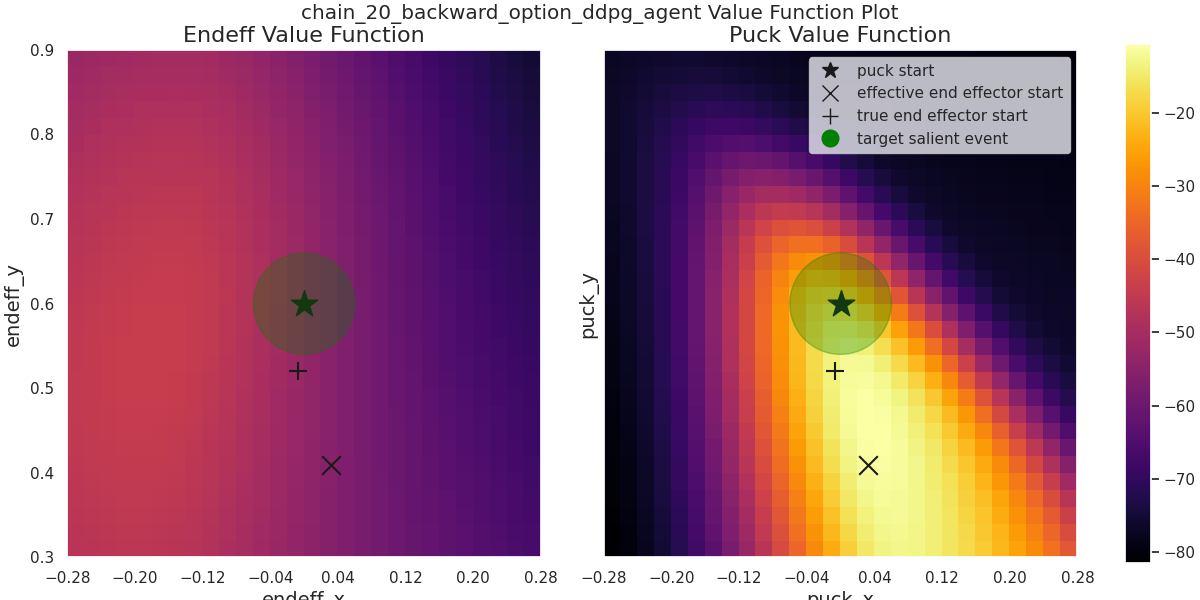 chain_20_backward_option_ddpg_agent Value Function Plot
Endeff Value Function
Puck Value Function
puck start
effective end effector start
true end effector start
target salient event
endeff_y
0.9
0.8
0.7
0.6
0.5
0.4
0.3
−0.28 −0.20 −0.12 −0.04 0.04 0.12 0.20 0.28
endeff_x
puck_y
−0.28 −0.20 −0.12 −0.04 0.04 0.12 0.20 0.28
puck_x
−20
−30
−40
−50
−60
−70
−80